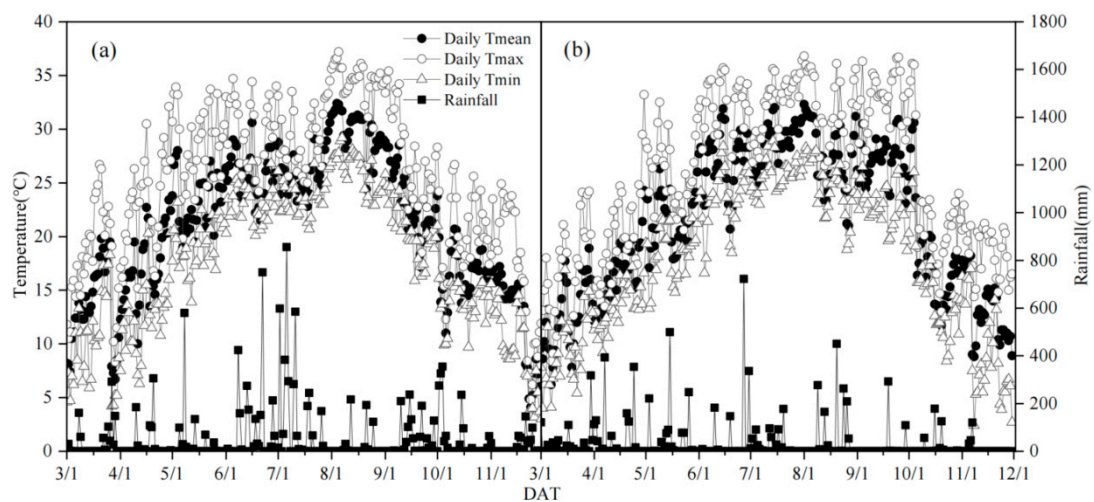 (a)
Daily Tmean
Daily Tmax
Daily Tmin
Rainfall
(b)
Temperature(°C)
40
35
30
25
20
15
10
5
0
Rainfall(mm)
1800
1600
1400
1200
1000
800
600
400
200
0
3/1 4/1 5/1 6/1 7/1 8/1 9/1 10/1 11/1 3/1 4/1 5/1 6/1 7/1 8/1 9/1 10/1 11/1 12/1
DAT